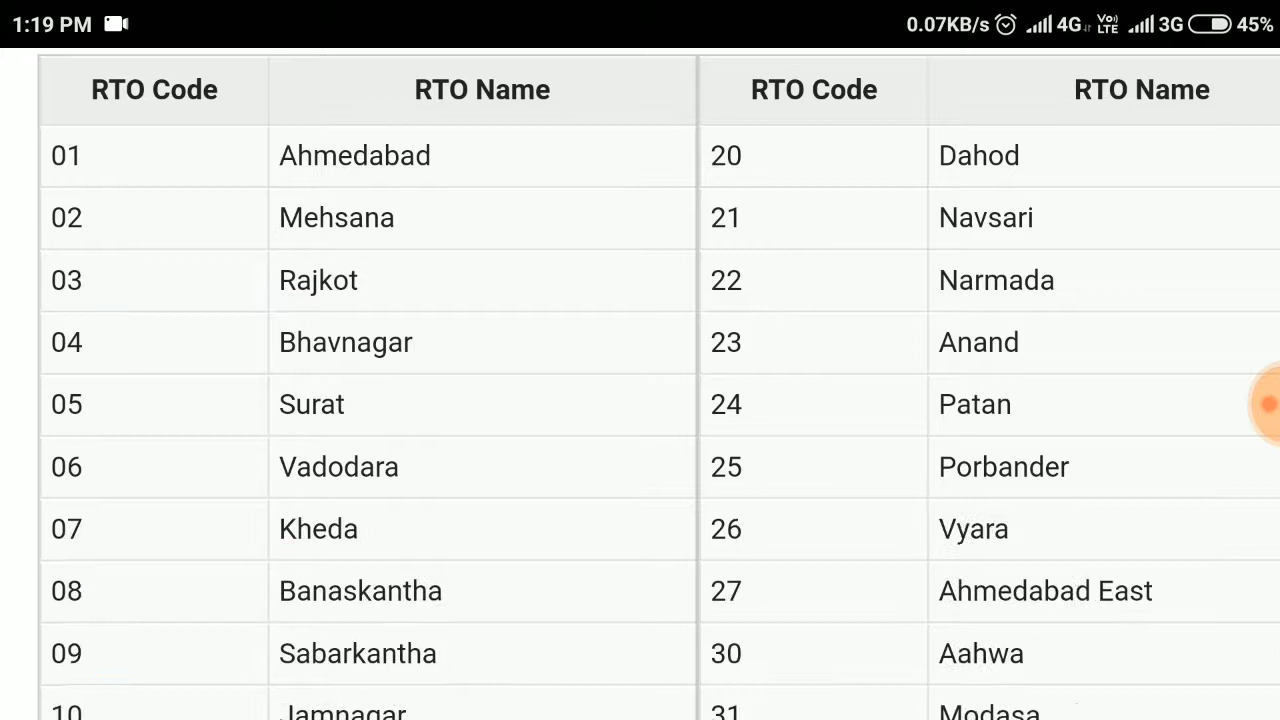 1:19 PM 0.07KB/s 4G Vo) LTE 3G 45%
RTO Code RTO Name RTO Code RTO Name
01 Ahmedabad 20 Dahod
02 Mehsana 21 Navsari
03 Rajkot 22 Narmada
04 Bhavnagar 23 Anand
05 Surat 24 Patan
06 Vadodara 25 Porbander
07 Kheda 26 Vyara
08 Banaskantha 27 Ahmedabad East
09 Sabarkantha 30 Aahwa
10 Jamnagar 31 Modasa